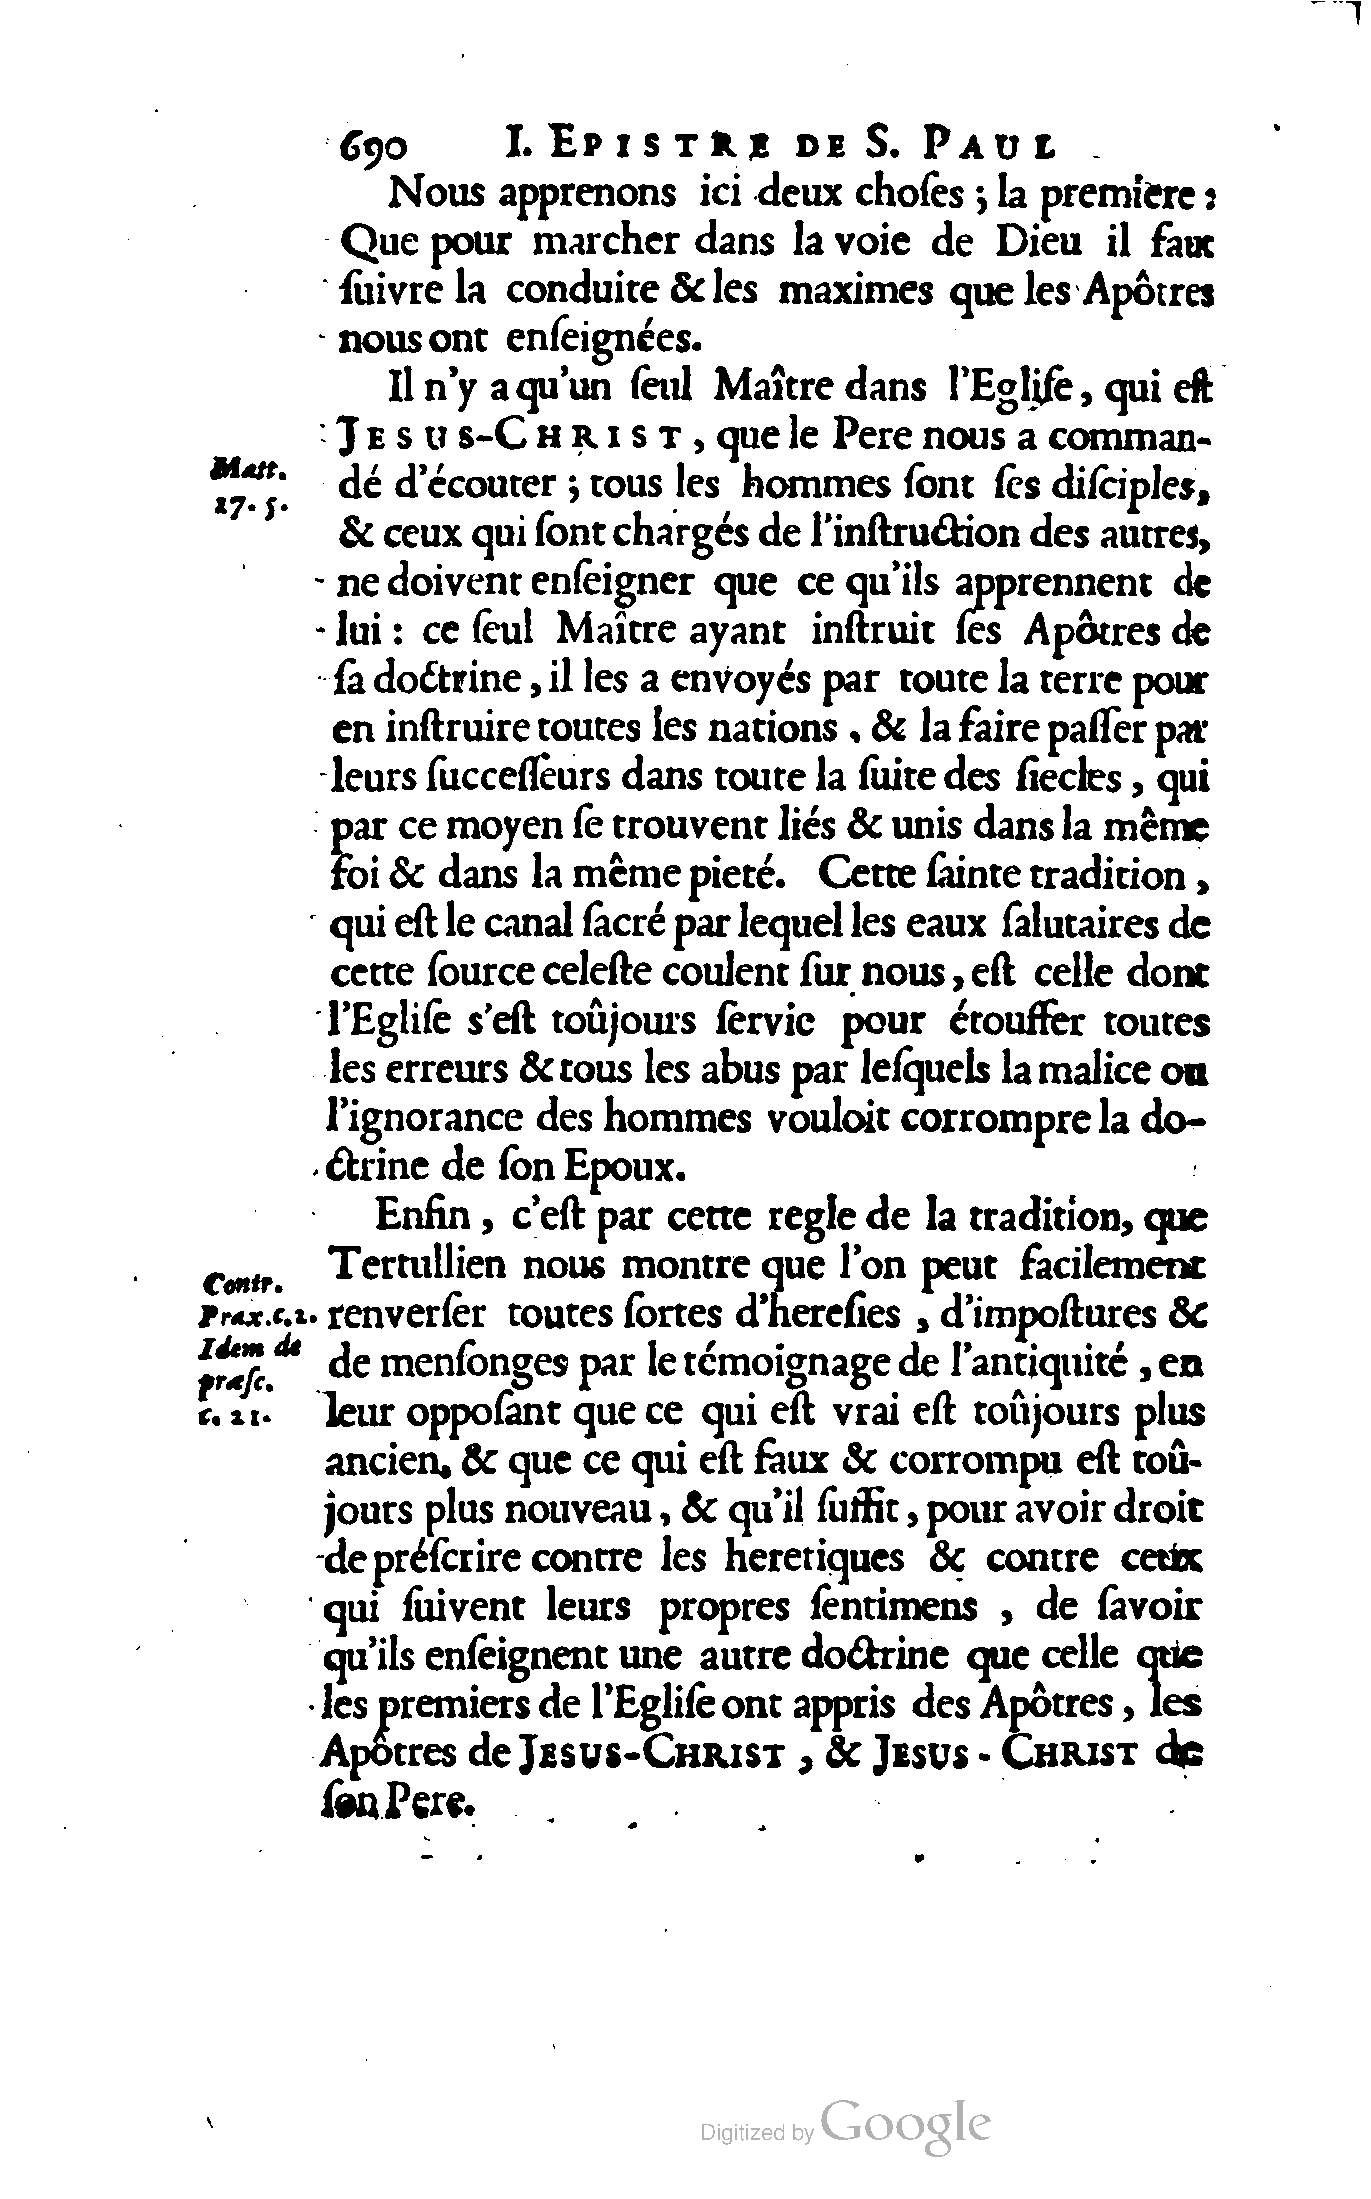 690 I. EPISTRE DE S. PAUL
Nous apprenons ici deux choſes ; la premiere :
Que pour marcher dans la voie de Dieu il faut
ſuivre la conduite & les maximes que les Apôtres
nous ont enſeignées.
Il n'y a qu'un ſeul Maître dans l'Egliſe, qui eſt
JESUS-CHRIST, que le Pere nous a comman-
Matt. 17. 5.
dé d'écouter ; tous les hommes ſont ſes diſciples,
& ceux qui ſont chargés de l'inſtruction des autres,
ne doivent enſeigner que ce qu'ils apprennent de
lui : ce ſeul Maître ayant inſtruit ſes Apôtres de
ſa doctrine, il les a envoyés par toute la terre pour
en inſtruire toutes les nations, & la faire paſſer par
leurs ſucceſſeurs dans toute la ſuite des ſiecles, qui
par ce moyen ſe trouvent liés & unis dans la même
foi & dans la même pieté. Cette ſainte tradition,
qui eſt le canal ſacré par lequel les eaux ſalutaires de
cette ſource celeſte coulent ſur nous, eſt celle dont
l'Egliſe s'eſt toûjours ſervie pour étouffer toutes
les erreurs & tous les abus par leſquels la malice ou
l'ignorance des hommes vouloit corrompre la do-
ctrine de ſon Epoux.
Enfin, c'eſt par cette regle de la tradition, que
Tertullien nous montre que l'on peut facilement
Contr.
Prax. c. 2.
Idem de
præſc.
c. 21.
renverſer toutes ſortes d'hereſies, d'impoſtures &
de menſonges par le témoignage de l'antiquité, en
leur oppoſant que ce qui eſt vrai eſt toûjours plus
ancien, & que ce qui eſt faux & corrompu eſt toû-
jours plus nouveau, & qu'il ſuffit, pour avoir droit
de préſcrire contre les heretiques & contre ceux
qui ſuivent leurs propres ſentimens, de ſavoir
qu'ils enſeignent une autre doctrine que celle que
les premiers de l'Egliſe ont appris des Apôtres, les
Apôtres de JESUS-CHRIST, & JESUS-CHRIST de
ſon Pere.
Digitized by Google